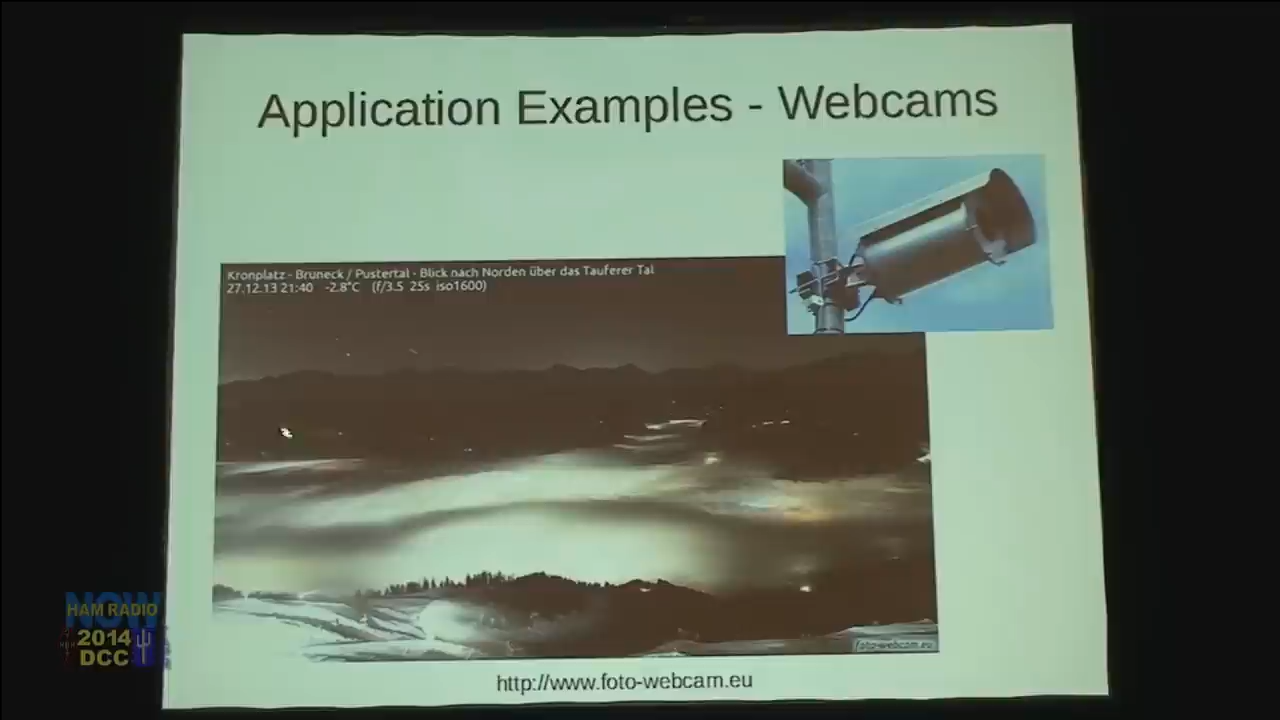 Application Examples - Webcams
Kronplatz - Bruneck / Pustertal - Blick nach Norden über das Tauferer Tal
27.12.13 21:40 -2.8°C (f/3.5 25s iso1600)
foto-webcam.eu
http://www.foto-webcam.eu
NOW
HAM RADIO
2014
DCC